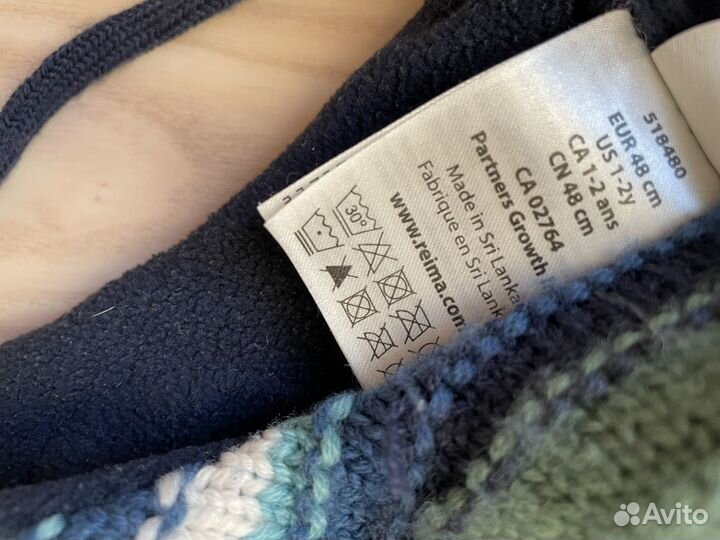 518480
EUR 48 cm
US 1-2y
CA 1-2 ans
CN 48 cm
CA 02764
Partners Growth
Made in Sri Lanka
Fabrique en Sri Lank
www.reima.com
30°
Avito